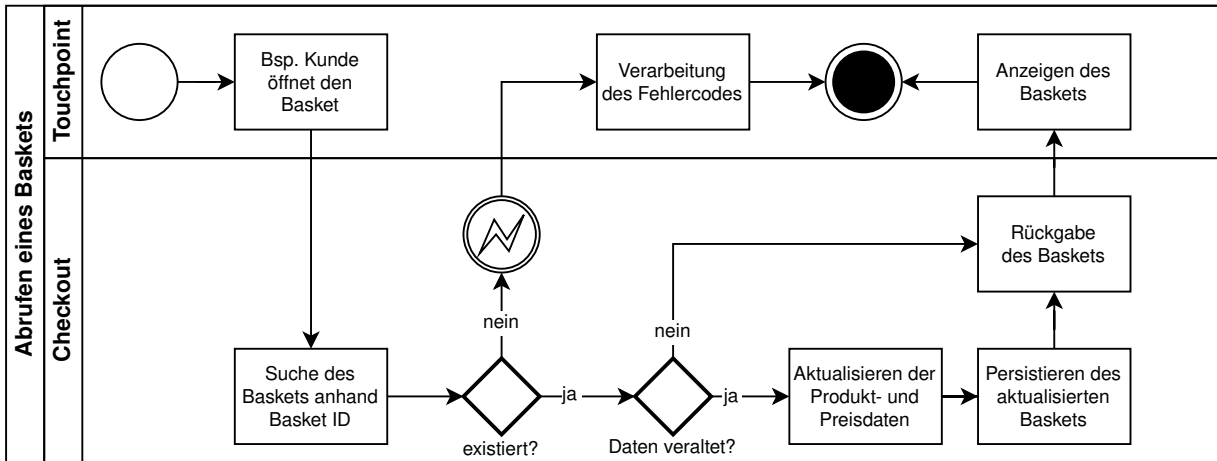 Abrufen eines Baskets
Touchpoint
Bsp. Kunde
öffnet den
Basket
Verarbeitung
des Fehlercodes
Anzeigen des
Baskets
Checkout
Rückgabe
des Baskets
nein
nein
Suche des
Baskets anhand
Basket ID
ja
ja
Aktualisieren der
Produkt- und
Preisdaten
Persistieren des
aktualisierten
Baskets
existiert?
Daten veraltet?